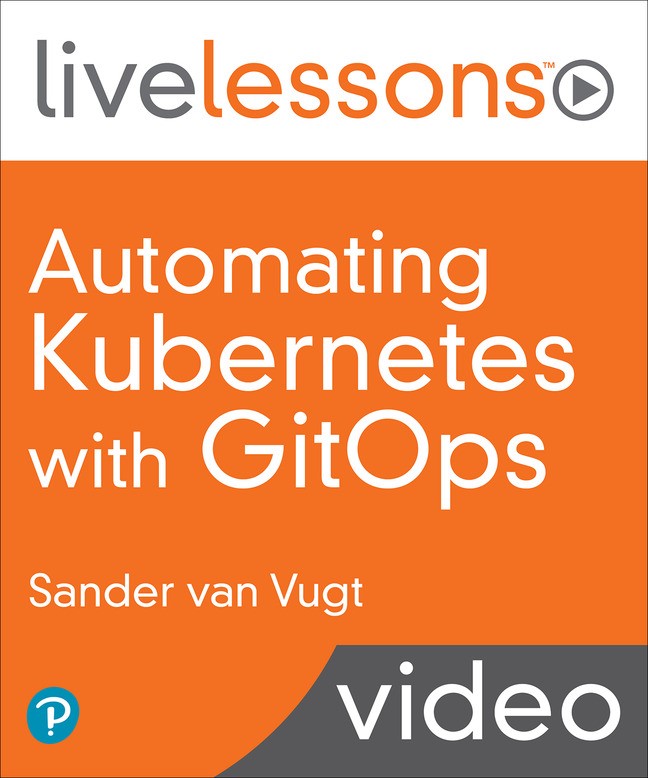 livelessons™
Automating
Kubernetes
with GitOps
Sander van Vugt
video
P